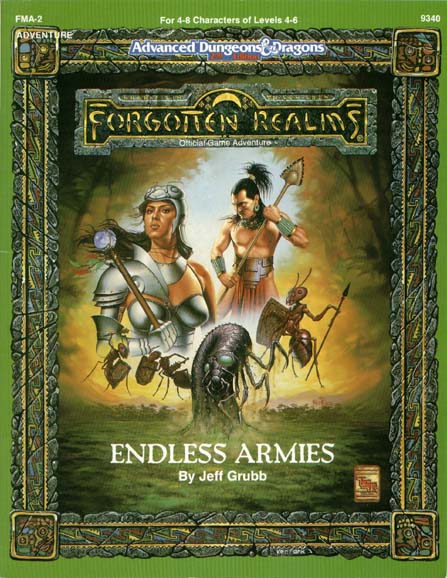 FMA-2
For 4-8 Characters of Levels 4-6
9340
ADVENTURE
Advanced Dungeons & Dragons
2nd Edition
FORGOTTEN REALMS
Official Game Adventure
ENDLESS ARMIES
By Jeff Grubb